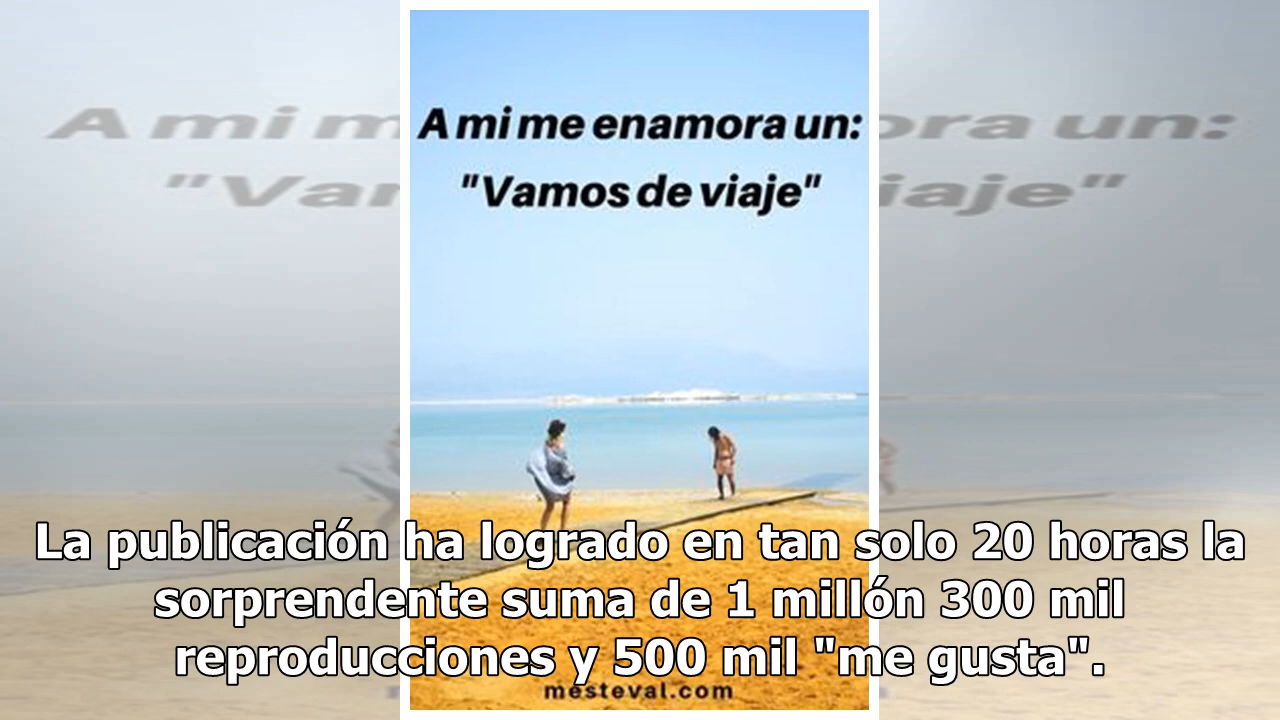 A mi me enamora un:
"Vamos de viaje"
La publicación ha logrado en tan solo 20 horas la
sorprendente suma de 1 millón 300 mil
reproducciones y 500 mil "me gusta".
mesteval.com